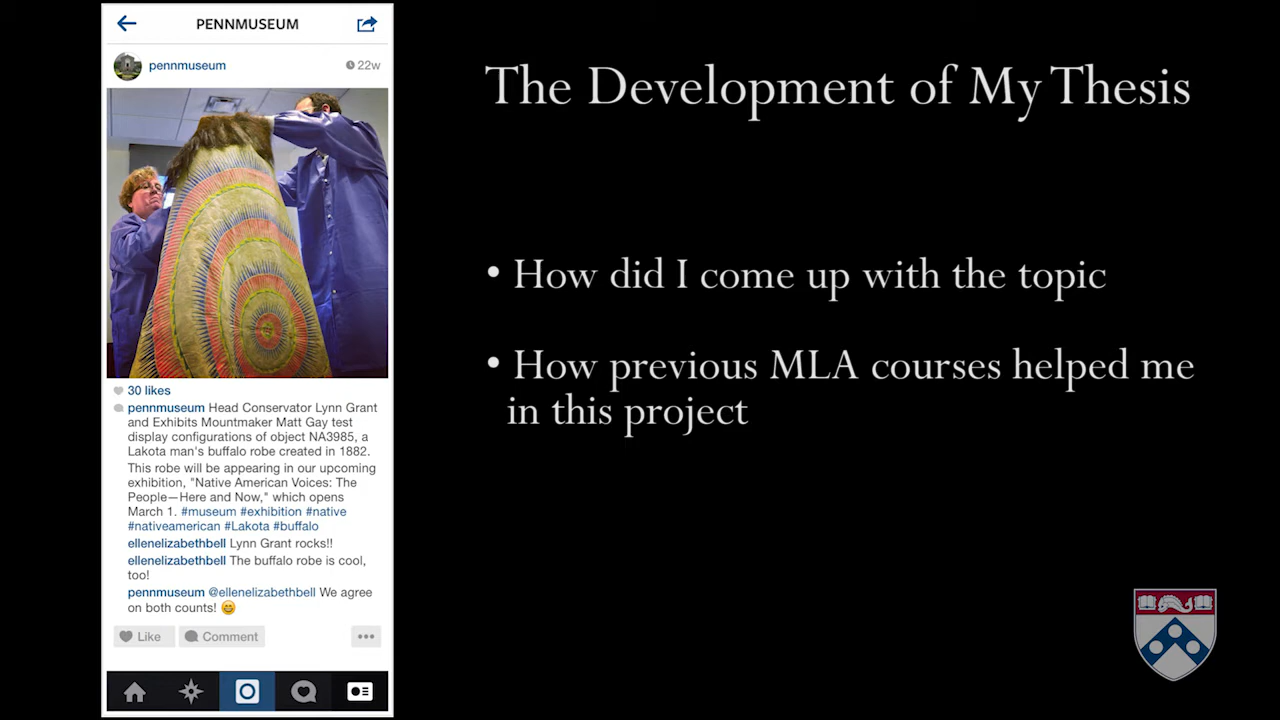 PENNMUSEUM
pennmuseum
22w
30 likes
pennmuseum Head Conservator Lynn Grant
and Exhibits Mountmaker Matt Gay test
display configurations of object NA3985, a
Lakota man's buffalo robe created in 1882.
This robe will be appearing in our upcoming
exhibition, "Native American Voices: The
People—Here and Now," which opens
March 1. #museum #exhibition #native
#nativeamerican #Lakota #buffalo
ellenelizabethbell Lynn Grant rocks!!
ellenelizabethbell The buffalo robe is cool,
too!
pennmuseum @ellenelizabethbell We agree
on both counts! 😄
Like
Comment
The Development of My Thesis
• How did I come up with the topic
• How previous MLA courses helped me
in this project